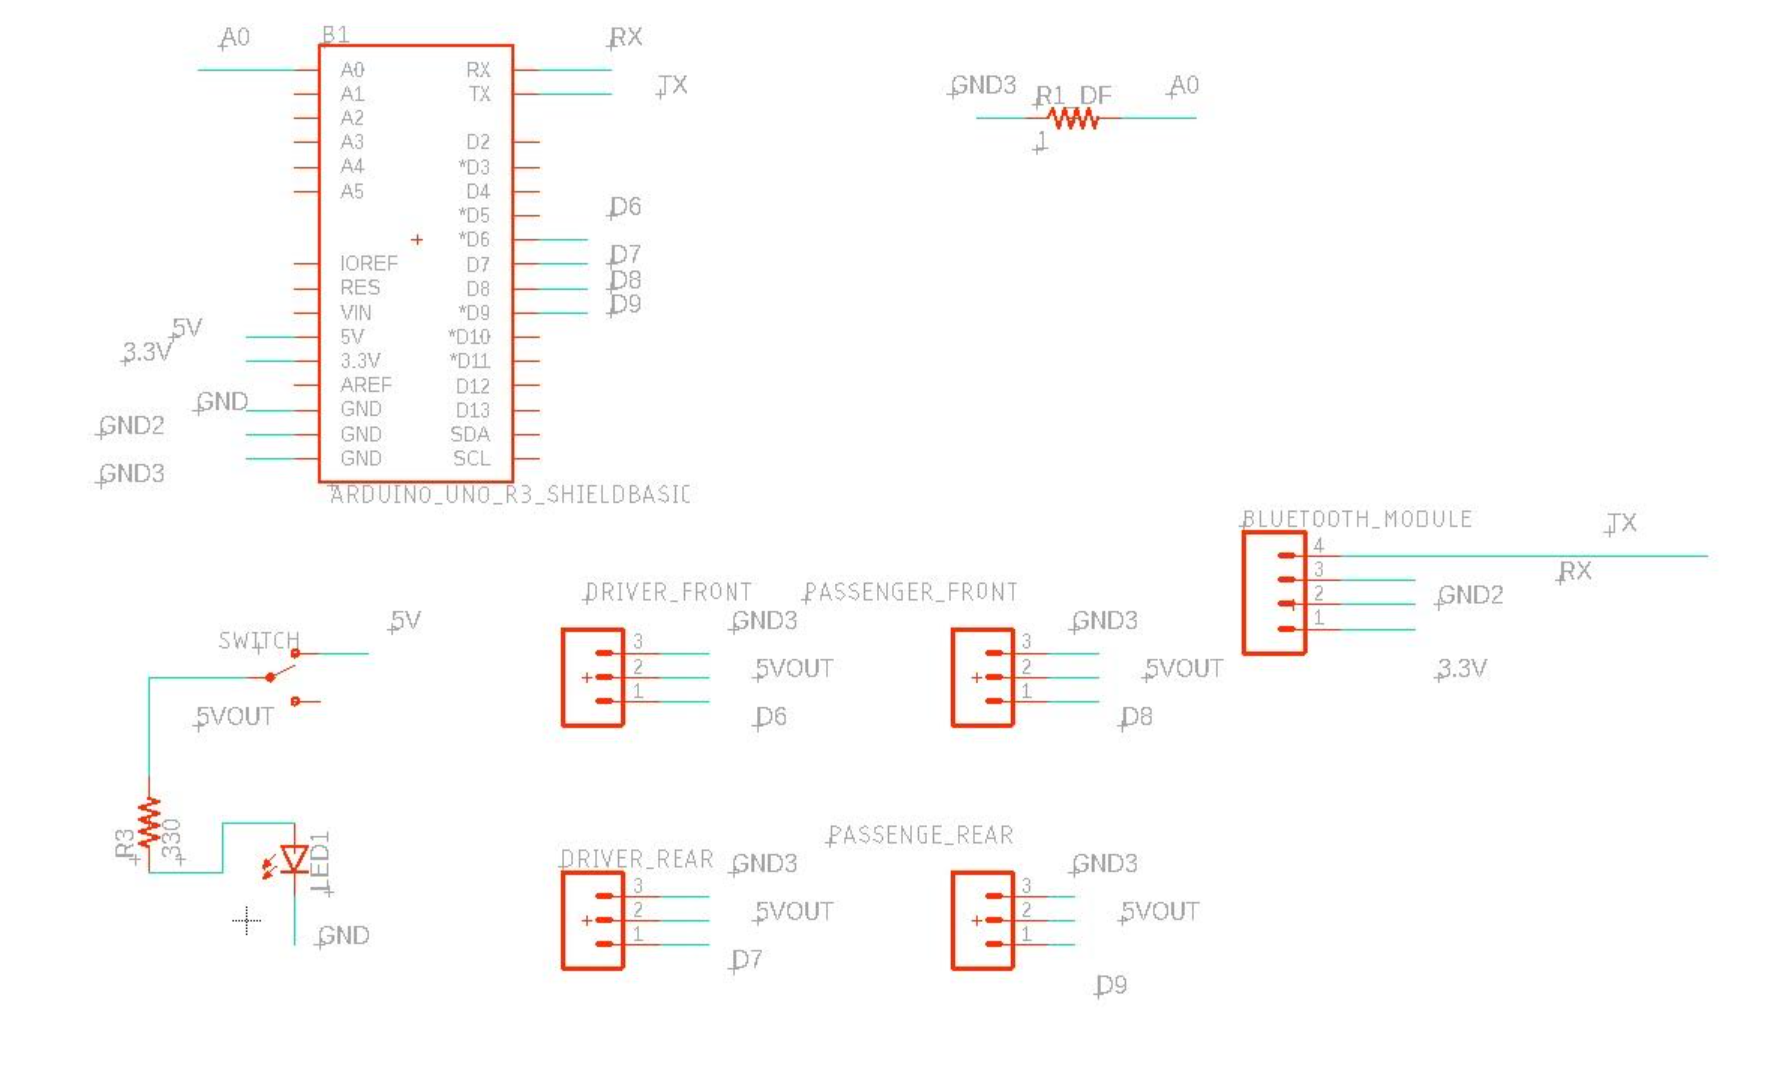 A0
B1
RX
TX
A0 RX
A1 TX
A2
A3 D2
A4 *D3
A5 D4
*D5
*D6
IOREF D7
RES D8
VIN *D9
5V *D10
3.3V *D11
AREF D12
GND D13
GND SDA
GND SCL
D6
D7
D8
D9
5V
3.3V
GND
GND2
GND3
ARDUINO_UNO_R3_SHIELDBASIC
GND3
R1 DF
A0
1
BLUETOOTH_MODULE
TX
4
3
RX
2
GND2
1
3.3V
SWITCH
5V
5VOUT
R3
330
LED1
GND
DRIVER_FRONT
GND3
3
2
5VOUT
1
D6
PASSENGER_FRONT
GND3
3
2
5VOUT
1
D8
DRIVER_REAR
GND3
3
2
5VOUT
1
D7
PASSENGE_REAR
GND3
3
2
5VOUT
1
D9